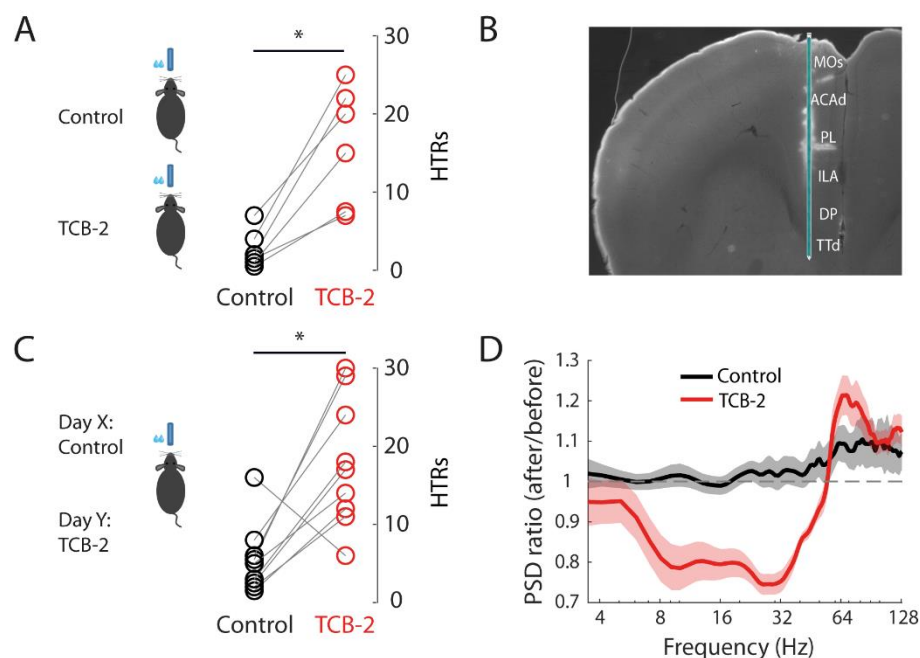 A
Control
TCB-2
*
30
20
10
0
HTRs
Control TCB-2
B
MOs
ACAd
PL
ILA
DP
TTd
C
Day X:
Control
Day Y:
TCB-2
*
30
20
10
0
HTRs
Control TCB-2
D
Control
TCB-2
1.3
1.2
1.1
1
0.9
0.8
0.7
PSD ratio (after/before)
4 8 16 32 64 128
Frequency (Hz)